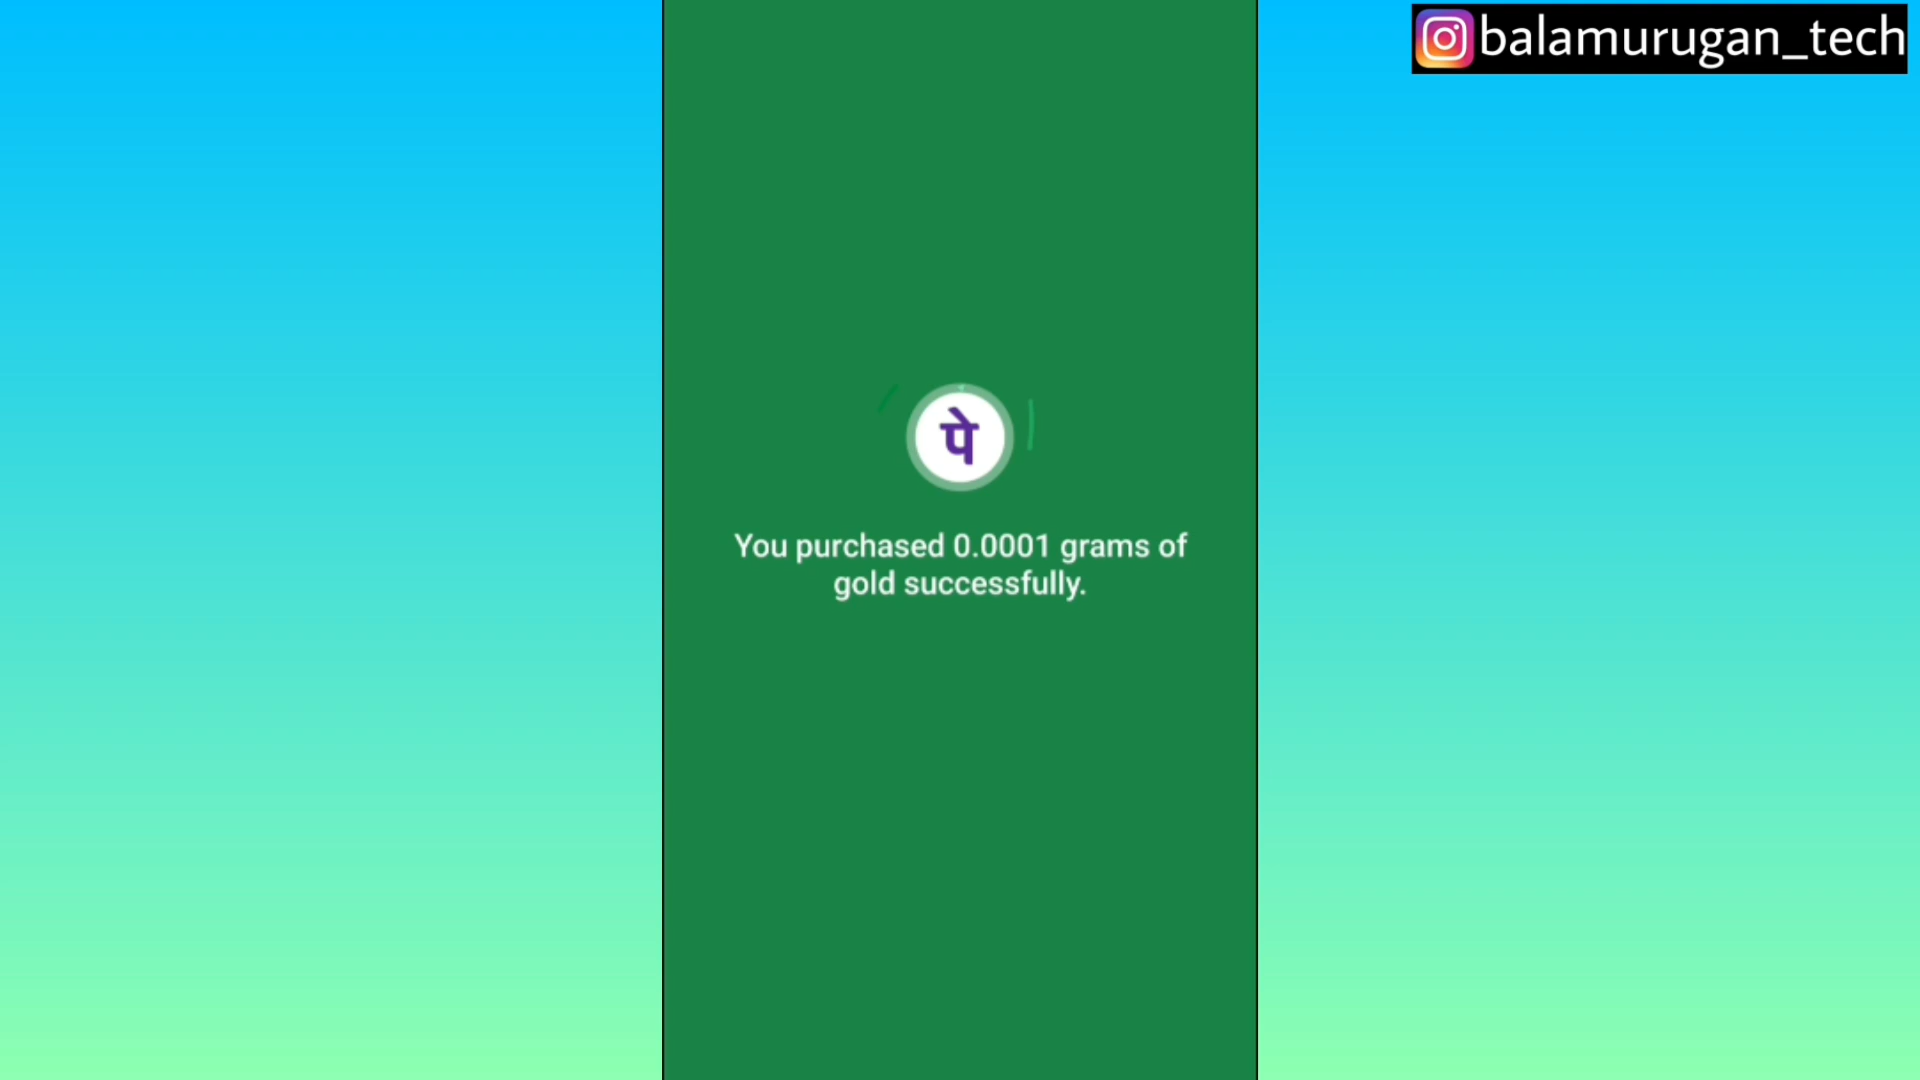 balamurugan_tech
पे
You purchased 0.0001 grams of
gold successfully.